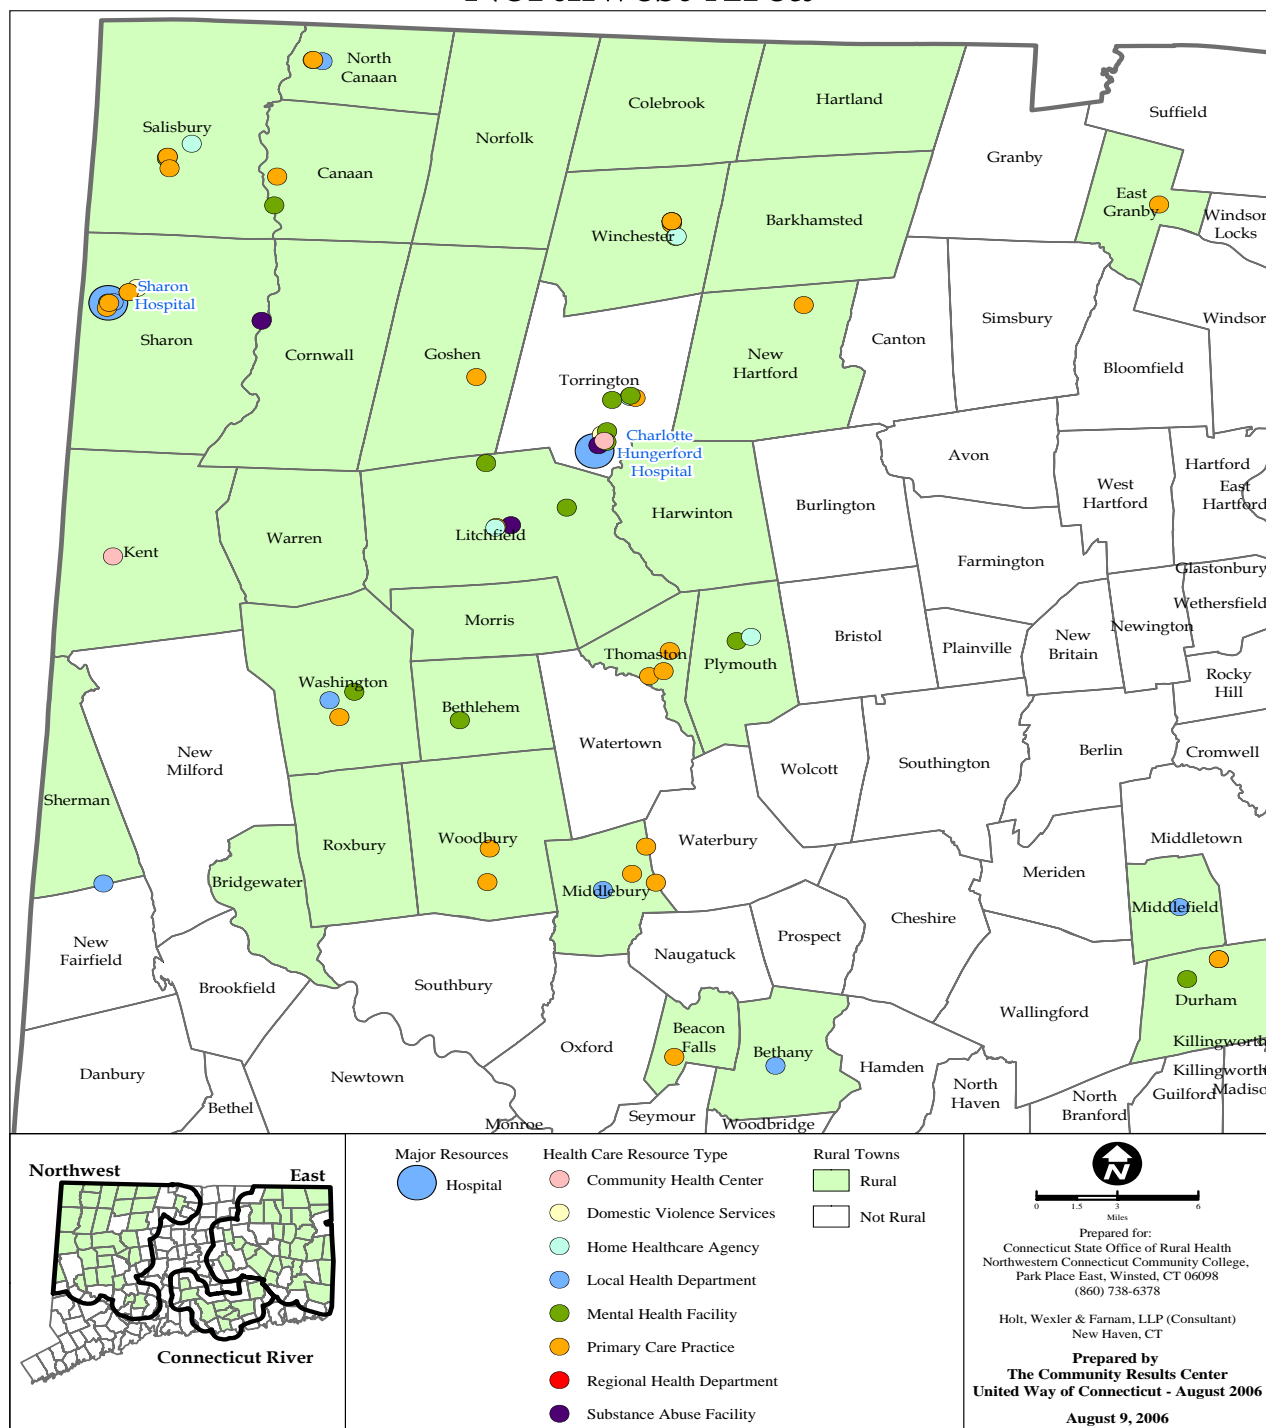 Northwest Area
North
Canaan
Colebrook
Hartland
Suffield
Salisbury
Norfolk
Granby
Canaan
East
Granby
Windsor
Locks
Winchester
Barkhamsted
Sharon
Hospital
Sharon
Cornwall
Goshen
Torrington
New
Hartford
Canton
Simsbury
Windsor
Bloomfield
Charlotte
Hungerford
Hospital
Avon
West
Hartford
Hartford
East
Hartford
Kent
Warren
Litchfield
Harwinton
Burlington
Farmington
Glastonbury
Wethersfield
Morris
Thomaston
Plymouth
Bristol
Plainville
New
Britain
Newington
Rocky
Hill
Washington
Bethlehem
New
Milford
Watertown
Wolcott
Southington
Berlin
Cromwell
Sherman
Roxbury
Woodbury
Waterbury
Middletown
Bridgewater
Middlebury
Meriden
Middlefield
New
Fairfield
Brookfield
Southbury
Naugatuck
Prospect
Cheshire
Wallingford
Durham
Danbury
Bethel
Newtown
Oxford
Beacon
Falls
Bethany
Hamden
North
Haven
Killingworth
Killingworth
Guilford
Madiso
North
Branford
Monroe
Seymour
Woodbridge
Northwest
East
Connecticut River
Major Resources
Hospital
Health Care Resource Type
Community Health Center
Domestic Violence Services
Home Healthcare Agency
Local Health Department
Mental Health Facility
Primary Care Practice
Regional Health Department
Substance Abuse Facility
Rural Towns
Rural
Not Rural
N
0 1.5 3 6
Miles
Prepared for:
Connecticut State Office of Rural Health
Northwestern Connecticut Community College,
Park Place East, Winsted, CT 06098
(860) 738-6378
Holt, Wexler & Farnam, LLP (Consultant)
New Haven, CT
Prepared by
The Community Results Center
United Way of Connecticut - August 2006
August 9, 2006